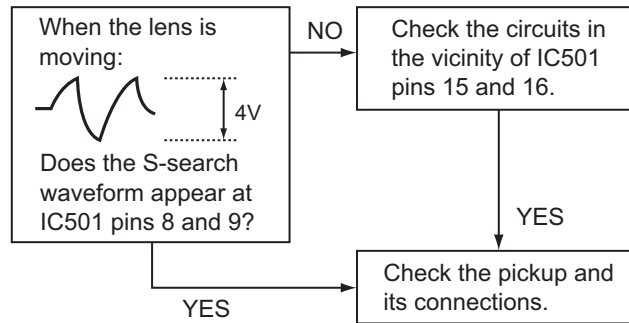 When the lens is
moving:
4V
Does the S-search
waveform appear at
IC501 pins 8 and 9?
NO
Check the circuits in
the vicinity of IC501
pins 15 and 16.
YES
YES
Check the pickup and
its connections.